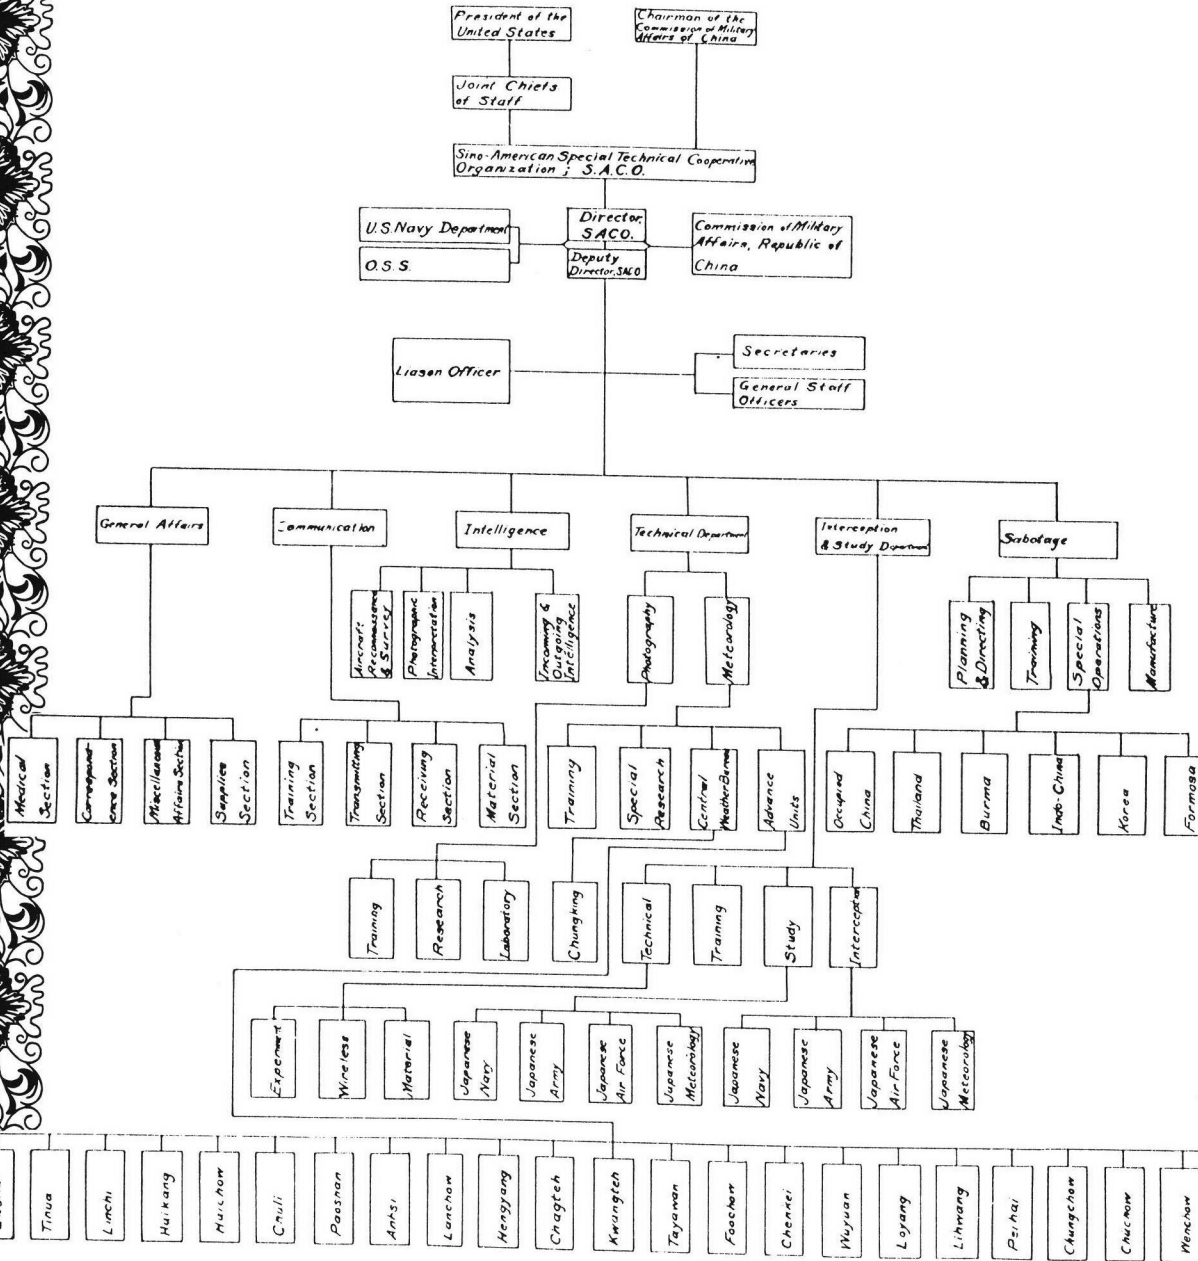 President of the
United States
Chairman of the
Commission of Military
Affairs of China
Joint Chiefs
of Staff
Sino-American Special Technical Cooperative
Organization ; S.A.C.O.
U.S. Navy Department
O.S.S.
Director,
SACO.
Deputy
Director, SACO
Commission of Military
Affairs, Republic of
China
Liason Officer
Secretaries
General Staff
Officers
General Affairs
Communication
Intelligence
Technical Department
Interception
& Study Department
Sabotage
Aircraft
Reconnaissance
& Survey
Photographic
Interpretation
Analysis
Incoming &
Outgoing
Intelligence
Photography
Meteorology
Planning
& Directing
Training
Special
Operations
Manufacture
Medical
Section
Correspond-
ence Section
Miscellaneous
Affairs Section
Supplies
Section
Training
Section
Transmitting
Section
Receiving
Section
Material
Section
Training
Special
Research
Central
Weather Bureau
Advance
Units
Occupied
China
Thailand
Burma
Indo-China
Korea
Formosa
Training
Research
Laboratory
Chungking
Technical
Training
Study
Interception
Experment
Wireless
Material
Japanese
Navy
Japanese
Army
Japanese
Air Force
Japanese
Meteorology
Japanese
Navy
Japanese
Army
Japanese
Air Force
Japanese
Meteorology
Tihua
Linchi
Huikang
Huichow
Chuli
Paoshan
Anhsi
Lanchow
Hengyang
Chagteh
Kwangteh
Tayawan
Foochow
Chenkei
Wuyuan
Loyang
Lihwang
Peihai
Chungchow
Chuchow
Wenchow